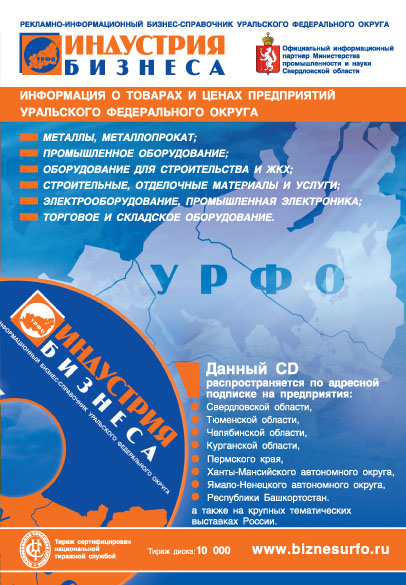 РЕКЛАМНО-ИНФОРМАЦИОННЫЙ БИЗНЕС-СПРАВОЧНИК УРАЛЬСКОГО ФЕДЕРАЛЬНОГО ОКРУГА
УРФО
ИНДУСТРИЯ
БИЗНЕСА
Официальный информационный
партнер Министерства
промышленности и науки
Свердловской области
ИНФОРМАЦИЯ О ТОВАРАХ И ЦЕНАХ ПРЕДПРИЯТИЙ
УРАЛЬСКОГО ФЕДЕРАЛЬНОГО ОКРУГА
МЕТАЛЛЫ, МЕТАЛЛОПРОКАТ;
ПРОМЫШЛЕННОЕ ОБОРУДОВАНИЕ;
ОБОРУДОВАНИЕ ДЛЯ СТРОИТЕЛЬСТВА И ЖКХ;
СТРОИТЕЛЬНЫЕ, ОТДЕЛОЧНЫЕ МАТЕРИАЛЫ И УСЛУГИ;
ЭЛЕКТРООБОРУДОВАНИЕ, ПРОМЫШЛЕННАЯ ЭЛЕКТРОНИКА;
ТОРГОВОЕ И СКЛАДСКОЕ ОБОРУДОВАНИЕ.
УРФО
УРФО
ИНДУСТРИЯ
БИЗНЕСА
ИНФОРМАЦИОННЫЙ БИЗНЕС-СПРАВОЧНИК УРАЛЬСКОГО ФЕДЕРАЛЬНОГО ОКРУГА
Данный CD
распространяется по адресной
подписке на предприятия:
Свердловской области,
Тюменской области,
Челябинской области,
Курганской области,
Пермского края,
Ханты-Мансийского автономного округа,
Ямало-Ненецкого автономного округа,
Республики Башкортостан.
а также на крупных тематических
выставках России.
Тираж сертифицирован
национальной
тиражной службой
Тираж диска: 10 000
www.biznesurfo.ru